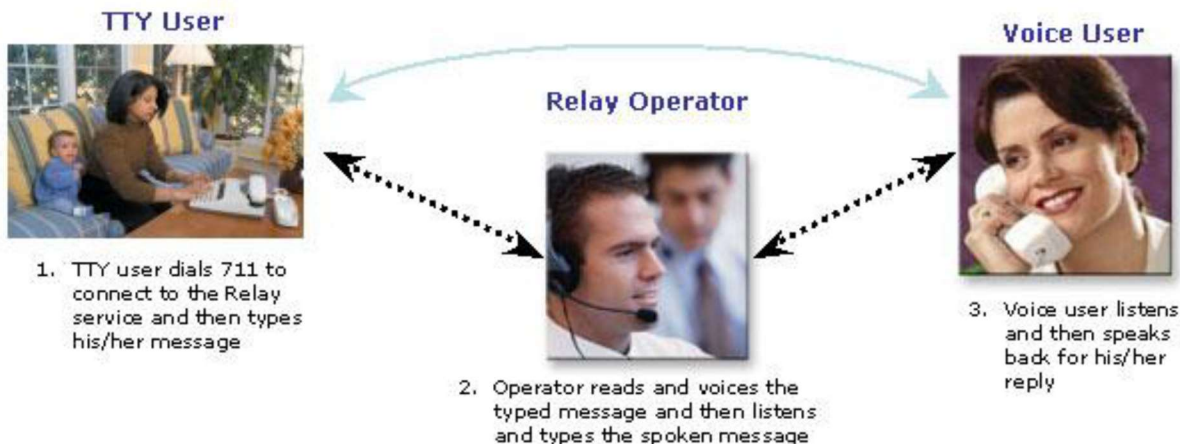 TTY User
1. TTY user dials 711 to
connect to the Relay
service and then types
his/her message
Relay Operator
2. Operator reads and voices the
typed message and then listens
and types the spoken message
Voice User
3. Voice user listens
and then speaks
back for his/her
reply